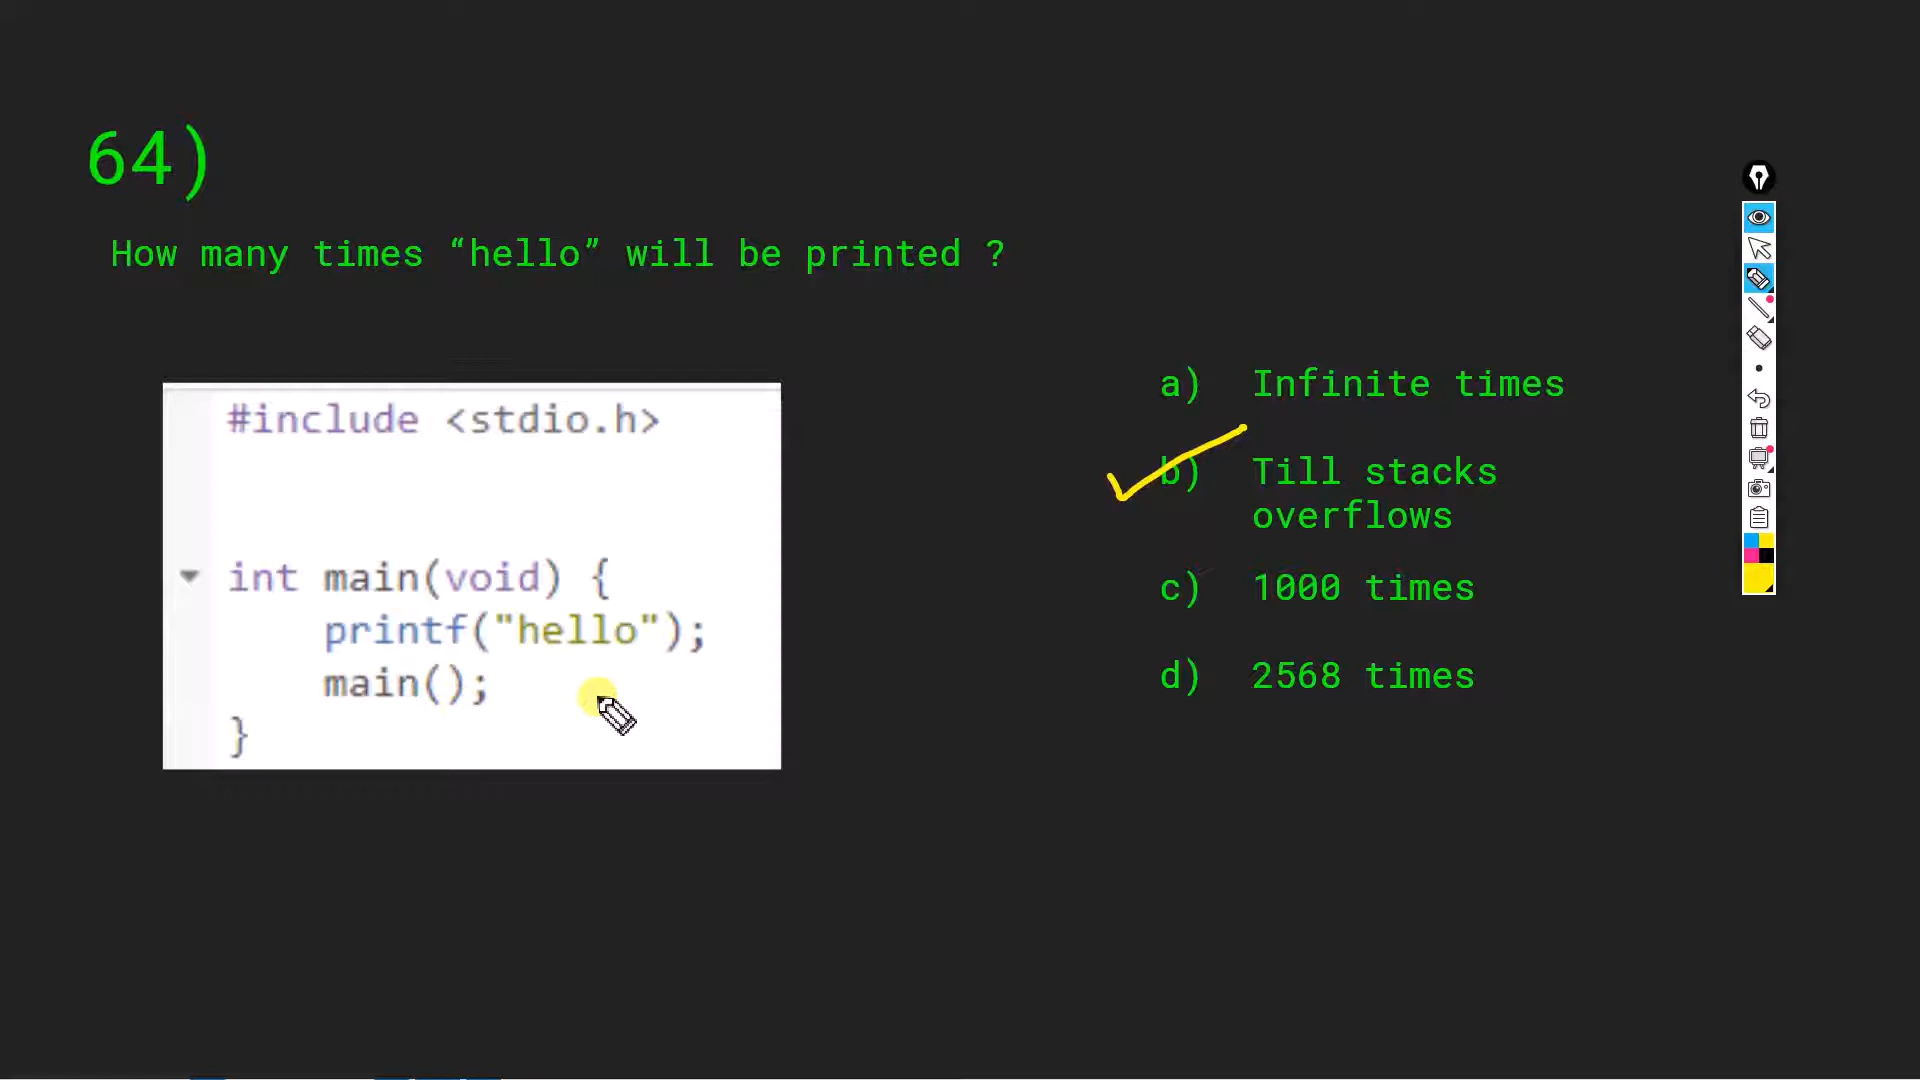 64)
How many times “hello” will be printed ?
#include <stdio.h>
int main(void) {
printf("hello");
main();
}
a) Infinite times
b) Till stacks
overflows
c) 1000 times
d) 2568 times